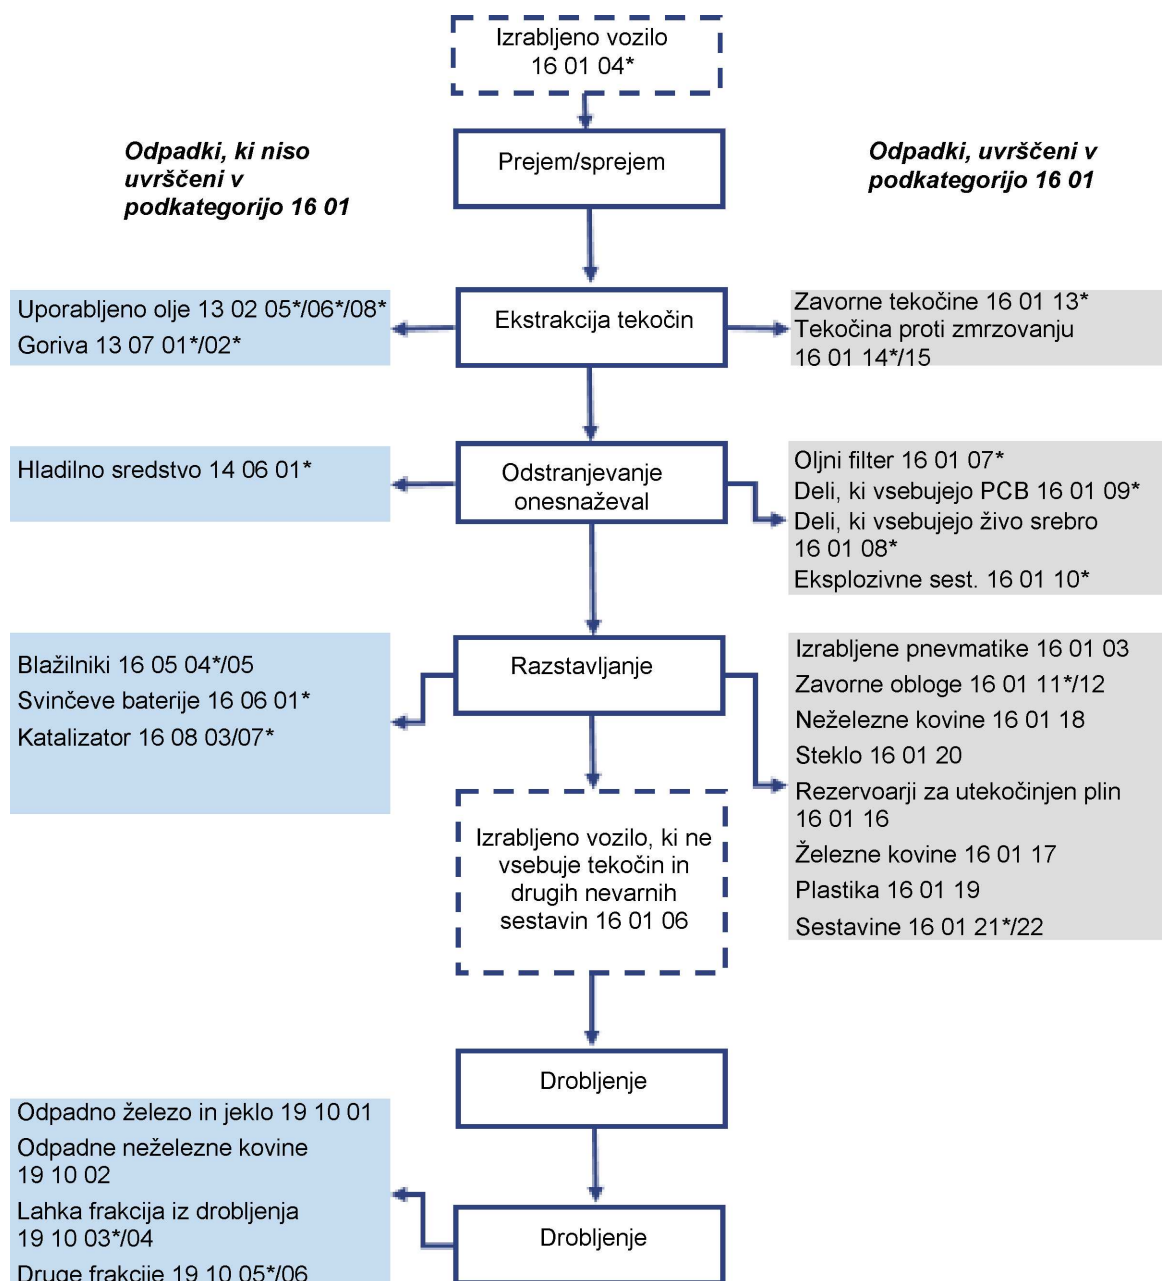 Izrabljeno vozilo
16 01 04*
Odpadki, ki niso
uvrščeni v
podkategorijo 16 01
Prejem/sprejem
Odpadki, uvrščeni v
podkategorijo 16 01
Uporabljeno olje 13 02 05*/06*/08*
Goriva 13 07 01*/02*
Ekstrakcija tekočin
Zavorne tekočine 16 01 13*
Tekočina proti zmrzovanju
16 01 14*/15
Hladilno sredstvo 14 06 01*
Odstranjevanje
onesnaževal
Oljni filter 16 01 07*
Deli, ki vsebujejo PCB 16 01 09*
Deli, ki vsebujejo živo srebro
16 01 08*
Eksplozivne sest. 16 01 10*
Blažilniki 16 05 04*/05
Svinčeve baterije 16 06 01*
Katalizator 16 08 03/07*
Razstavljanje
Izrabljene pnevmatike 16 01 03
Zavorne obloge 16 01 11*/12
Neželezne kovine 16 01 18
Steklo 16 01 20
Rezervoarji za utekočinjen plin
16 01 16
Železne kovine 16 01 17
Plastika 16 01 19
Sestavine 16 01 21*/22
Izrabljeno vozilo, ki ne
vsebuje tekočin in
drugih nevarnih
sestavin 16 01 06
Drobljenje
Odpadno železo in jeklo 19 10 01
Odpadne neželezne kovine
19 10 02
Lahka frakcija iz drobljenja
19 10 03*/04
Druge frakcije 19 10 05*/06
Drobljenje